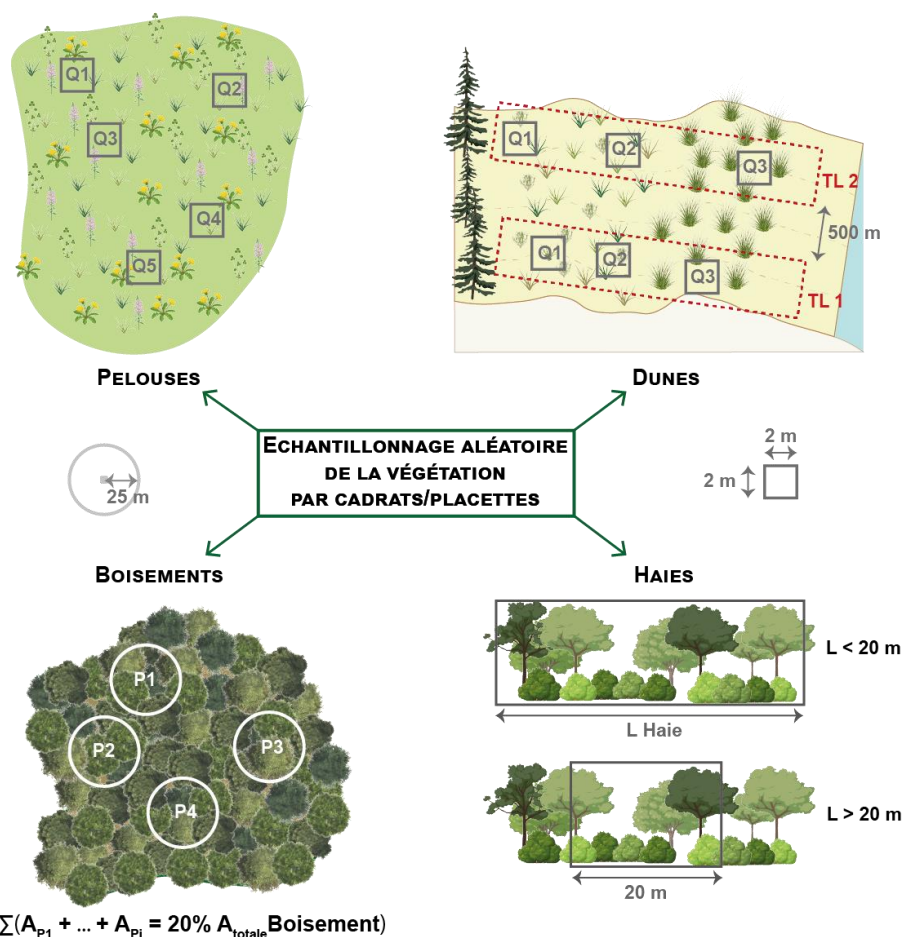 Q1
Q2
Q3
Q4
Q5
Q1
Q2
Q3
TL 2
500 m
Q1
Q2
Q3
TL 1
PELOUSES
DUNES
ECHANTILLONNAGE ALÉATOIRE
DE LA VÉGÉTATION
PAR CADRATS/PLACETTES
25 m
2 m
2 m
BOISEMENTS
HAIES
P1
P2
P3
P4
L < 20 m
L Haie
L > 20 m
20 m
∑(AP1 + ... + APi = 20% AtotaleBoisement)